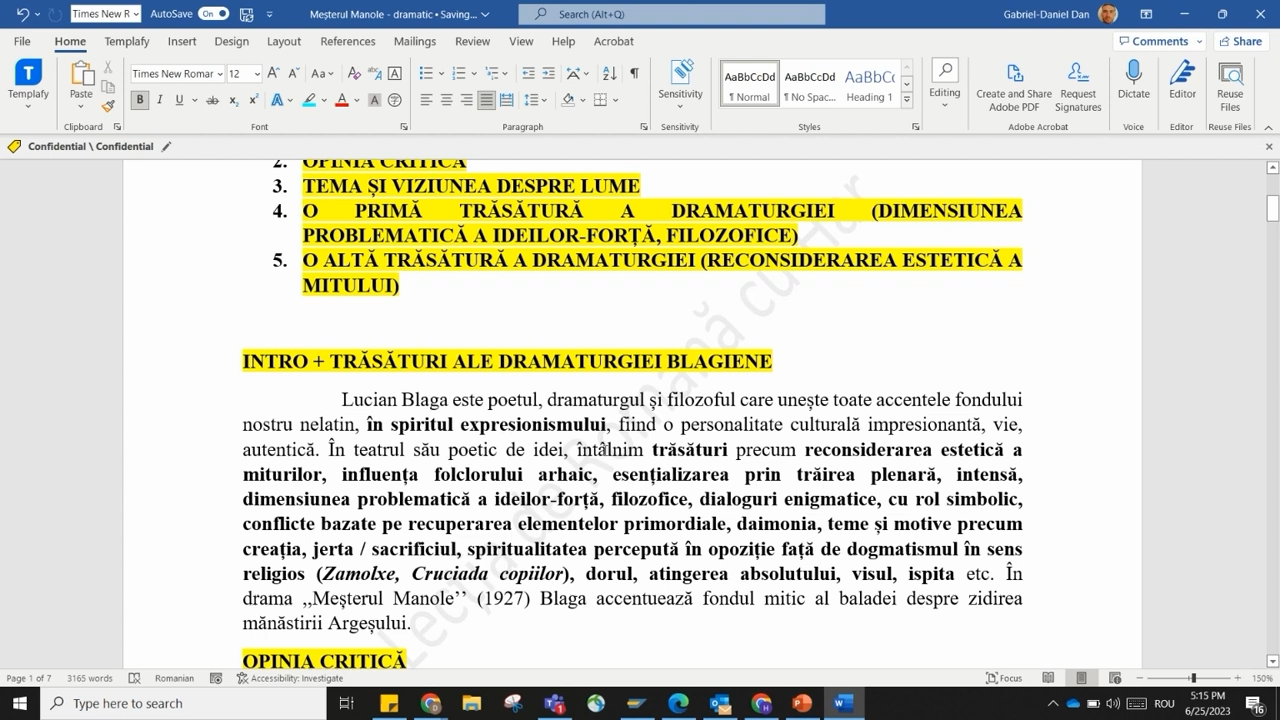 Times New R
AutoSave On
Meșterul Manole - dramatic • Saving...
Search (Alt+Q)
Gabriel-Daniel Dan
File Home Templafy Insert Design Layout References Mailings Review View Help Acrobat
Comments Share
Templafy
Paste
Times New Roman 12
Sensitivity
AaBbCcDd AaBbCcDd AaBbCc
¶ Normal ¶ No Spac... Heading 1
Editing
Create and Share Adobe PDF
Request Signatures
Dictate
Editor
Reuse Files
Clipboard Font Paragraph Sensitivity Styles Adobe Acrobat Voice Editor Reuse Files
Confidential \ Confidential
2. OPINIA CRITICĂ
3. TEMA ȘI VIZIUNEA DESPRE LUME
4. O PRIMĂ TRĂSĂTURĂ A DRAMATURGIEI (DIMENSIUNEA
PROBLEMATICĂ A IDEILOR-FORȚĂ, FILOZOFICE)
5. O ALTĂ TRĂSĂTURĂ A DRAMATURGIEI (RECONSIDERAREA ESTETICĂ A
MITULUI)
INTRO + TRĂSĂTURI ALE DRAMATURGIEI BLAGIENE
Lucian Blaga este poetul, dramaturgul și filozoful care unește toate accentele fondului
nostru nelatin, în spiritul expresionismului, fiind o personalitate culturală impresionantă, vie,
autentică. În teatrul său poetic de idei, întâlnim trăsături precum reconsiderarea estetică a
miturilor, influența folclorului arhaic, esențializarea prin trăirea plenară, intensă,
dimensiunea problematică a ideilor-forță, filozofice, dialoguri enigmatice, cu rol simbolic,
conflicte bazate pe recuperarea elementelor primordiale, daimonia, teme și motive precum
creația, jerta / sacrificiul, spiritualitatea percepută în opoziție față de dogmatismul în sens
religios (Zamolxe, Cruciada copiilor), dorul, atingerea absolutului, visul, ispita etc. În
drama ,,Meșterul Manole’’ (1927) Blaga accentuează fondul mitic al baladei despre zidirea
mănăstirii Argeșului.
OPINIA CRITICĂ
Lecția de Română cu
Page 1 of 7 3165 words Romanian Accessibility: Investigate Focus 150%
Type here to search
ROU
5:15 PM
6/25/2023
16